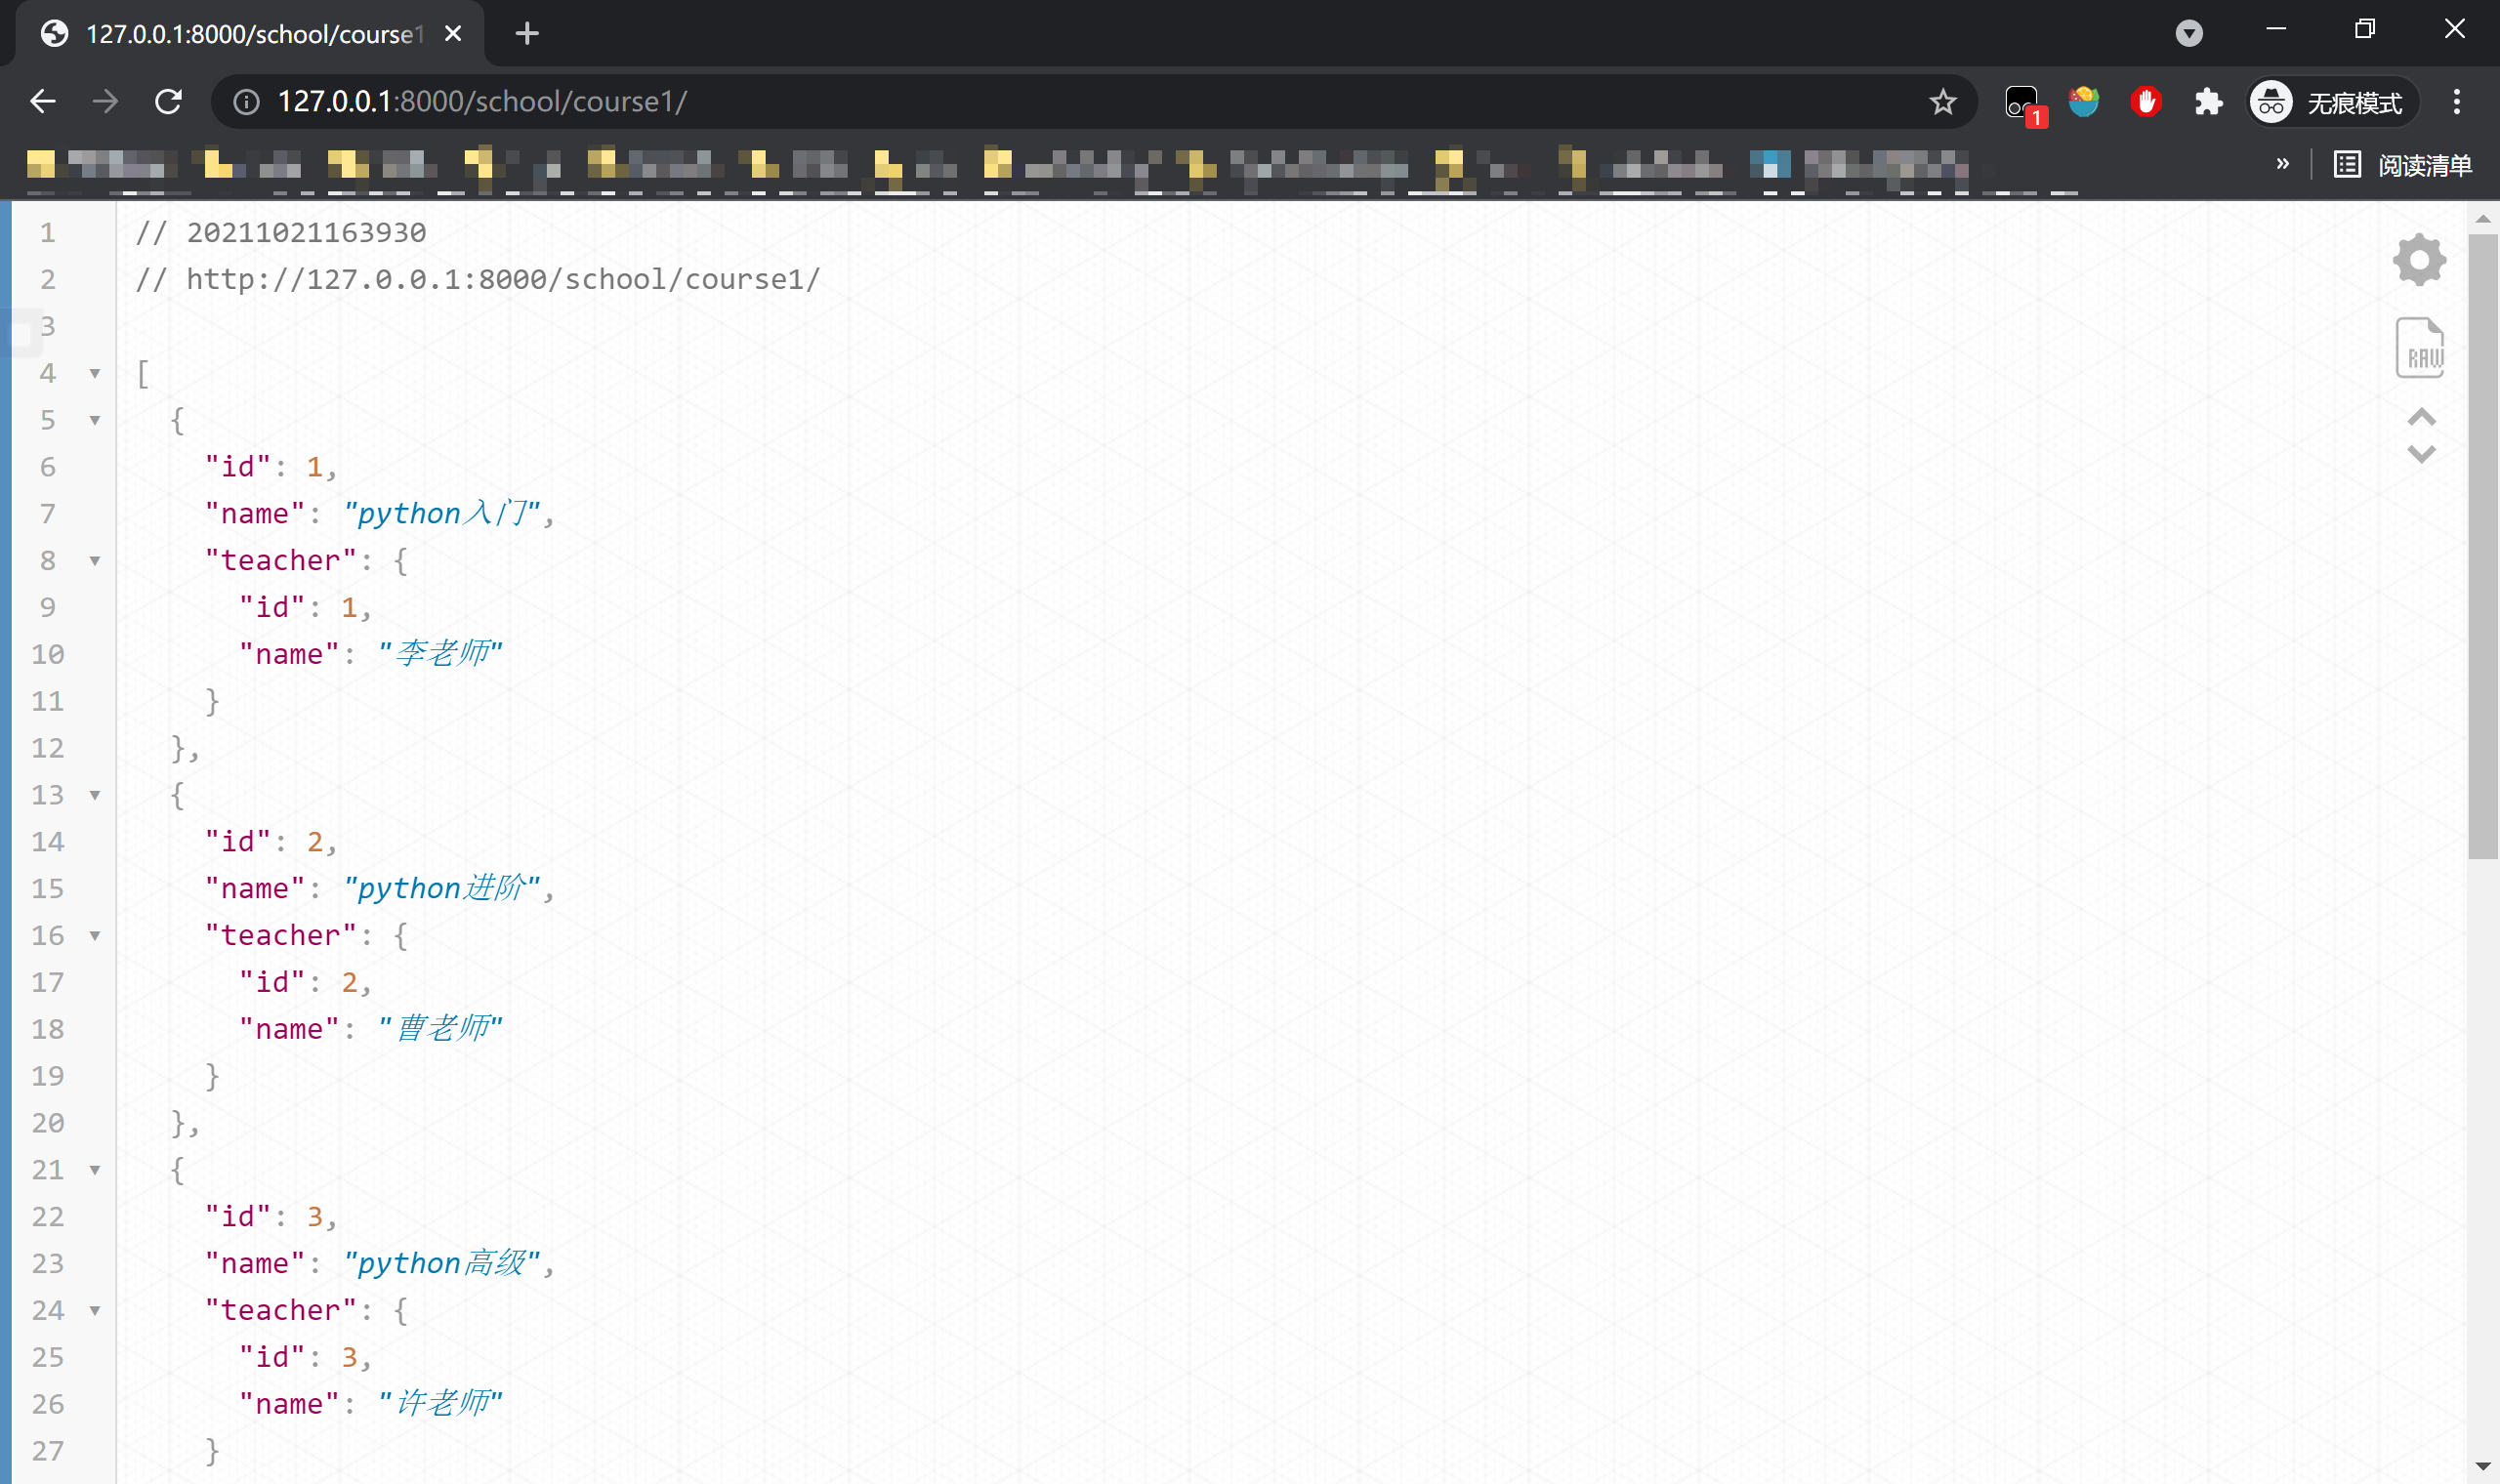 127.0.0.1:8000/school/course1
127.0.0.1:8000/school/course1/
1
无痕模式
»
阅读清单
1 // 20211021163930
2 // http://127.0.0.1:8000/school/course1/
3
4 [
5 {
6 "id": 1,
7 "name": "python入门",
8 "teacher": {
9 "id": 1,
10 "name": "李老师"
11 }
12 },
13 {
14 "id": 2,
15 "name": "python进阶",
16 "teacher": {
17 "id": 2,
18 "name": "曹老师"
19 }
20 },
21 {
22 "id": 3,
23 "name": "python高级",
24 "teacher": {
25 "id": 3,
26 "name": "许老师"
27 }
RAW